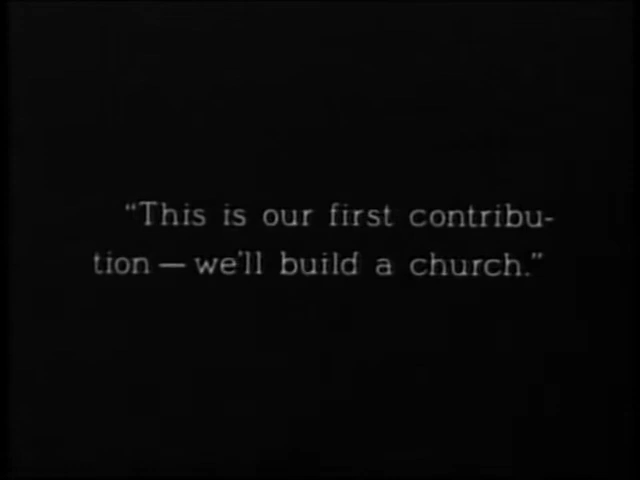 “This is our first contribu-
tion — we'll build a church.”